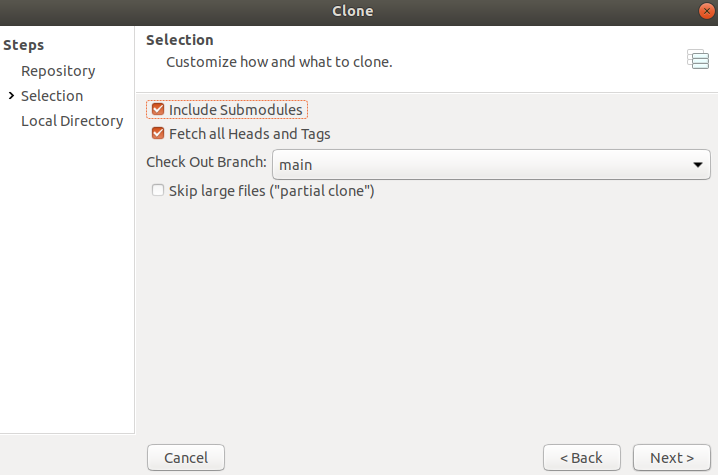 Clone
Steps
Repository
Selection
Local Directory
Selection
Customize how and what to clone.
Include Submodules
Fetch all Heads and Tags
Check Out Branch: main
Skip large files ("partial clone")
Cancel
< Back
Next >